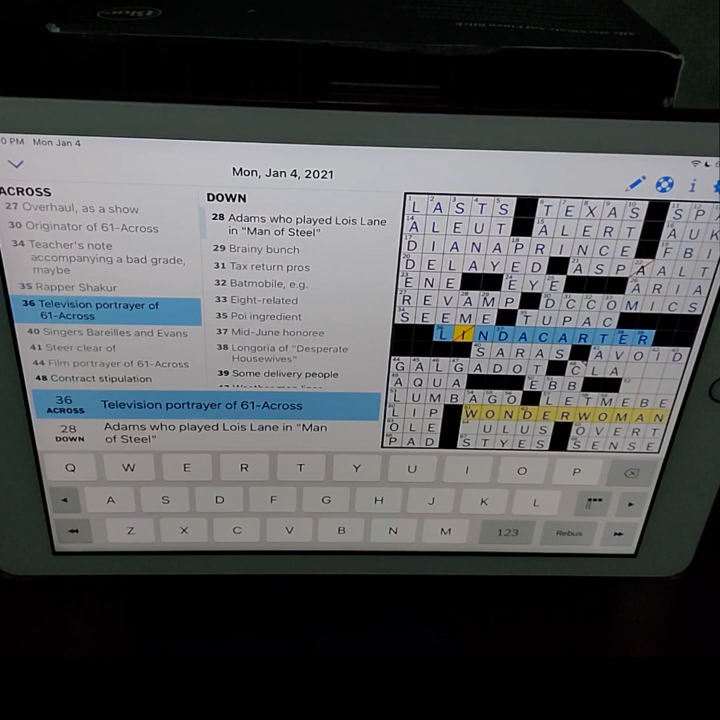 0 PM Mon Jan 4
Mon, Jan 4, 2021
ACROSS
27 Overhaul, as a show
30 Originator of 61-Across
34 Teacher's note
accompanying a bad grade,
maybe
35 Rapper Shakur
36 Television portrayer of
61-Across
40 Singers Bareilles and Evans
41 Steer clear of
44 Film portrayer of 61-Across
48 Contract stipulation
DOWN
28 Adams who played Lois Lane
in "Man of Steel"
29 Brainy bunch
31 Tax return pros
32 Batmobile, e.g.
33 Eight-related
35 Poi ingredient
37 Mid-June honoree
38 Longoria of "Desperate
Housewives"
39 Some delivery people
36
ACROSS
Television portrayer of 61-Across
28
DOWN
Adams who played Lois Lane in "Man
of Steel"
LASTS TEXAS SP
ALEUT ALERT AUK
DIANAPRINCE FBI
DELAYED ASPAALT
ENE EYE ARIA
REVAMP DCCOMICS
SEEME TUPAC
LINDACARTER
SARAS AVOID
GALGADOT CLA
AQUA EBB
LUMBAGO LETMEBE
LIP WONDERWOMAN
OLE ULUS OVERT
PAD STYES SENSE
Q W E R T Y U I O P
A S D F G H J K L
Z X C V B N M 123 Rebus